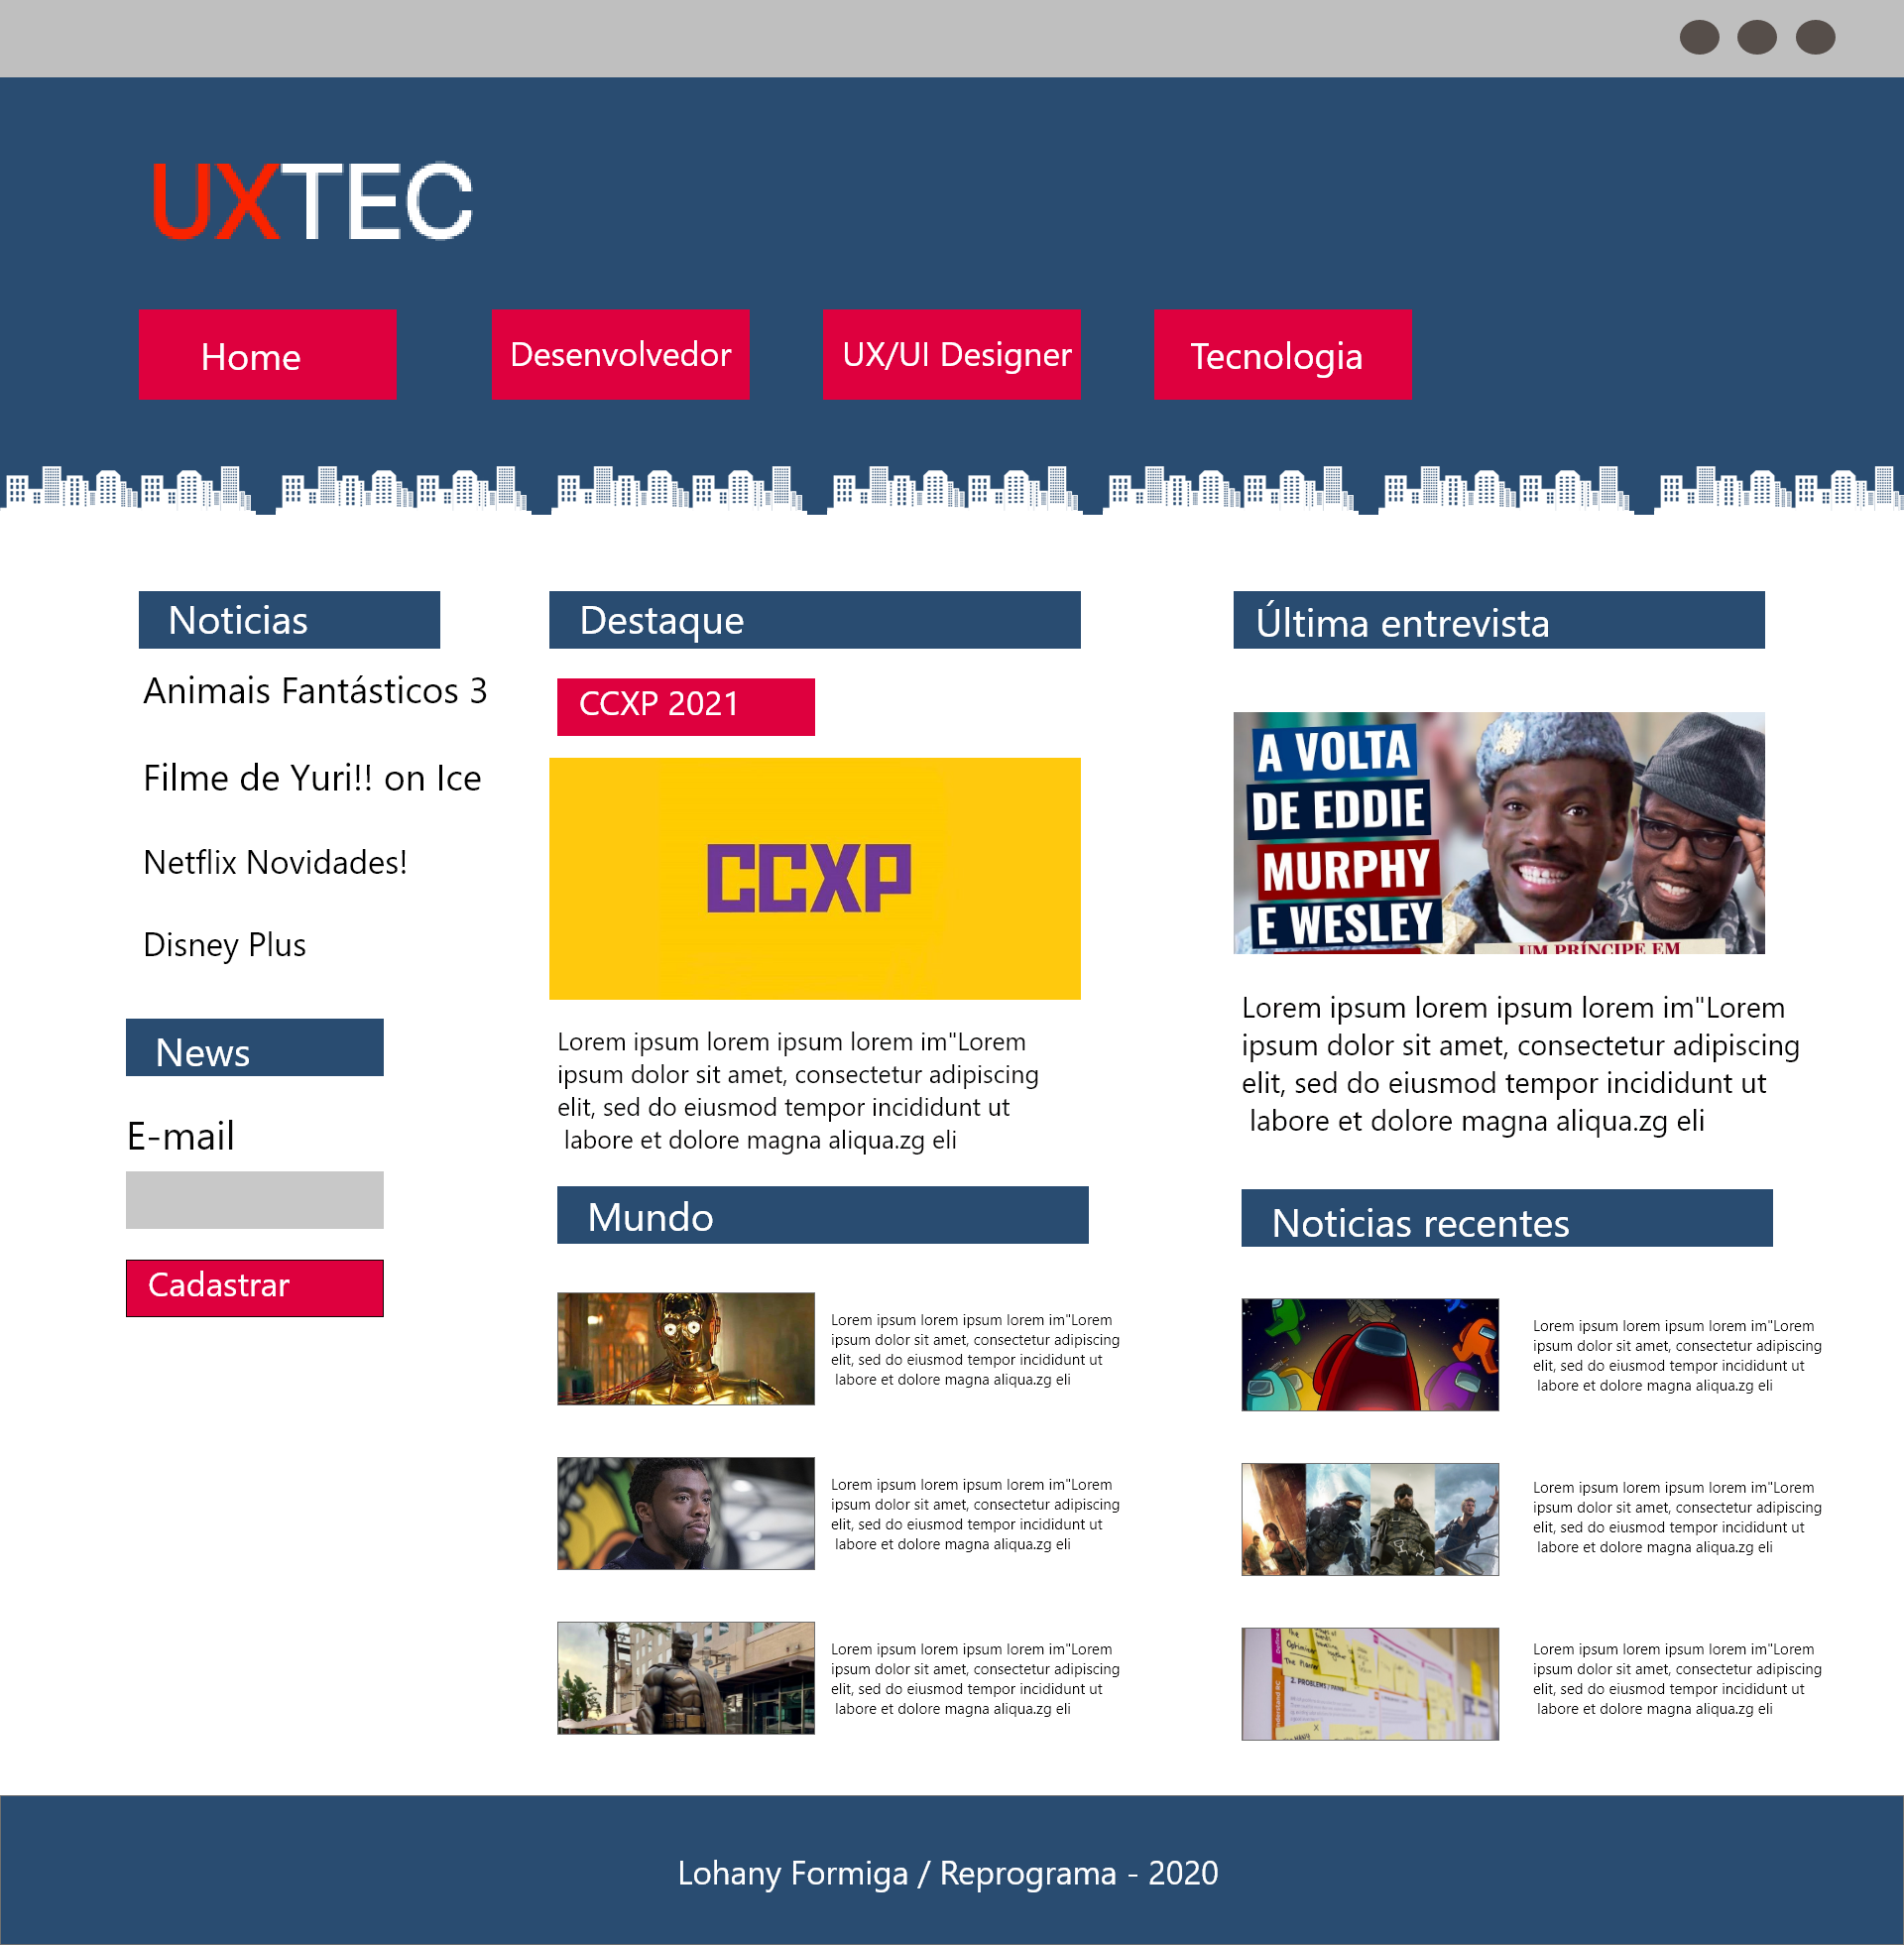 UXTEC
Home
Desenvolvedor
UX/UI Designer
Tecnologia
Noticias
Animais Fantásticos 3
Filme de Yuri!! on Ice
Netflix Novidades!
Disney Plus
News
E-mail
Cadastrar
Destaque
CCXP 2021
CCXP
Lorem ipsum lorem ipsum lorem im"Lorem
ipsum dolor sit amet, consectetur adipiscing
elit, sed do eiusmod tempor incididunt ut
labore et dolore magna aliqua.zg eli
Mundo
Lorem ipsum lorem ipsum lorem im"Lorem
ipsum dolor sit amet, consectetur adipiscing
elit, sed do eiusmod tempor incididunt ut
labore et dolore magna aliqua.zg eli
Lorem ipsum lorem ipsum lorem im"Lorem
ipsum dolor sit amet, consectetur adipiscing
elit, sed do eiusmod tempor incididunt ut
labore et dolore magna aliqua.zg eli
Lorem ipsum lorem ipsum lorem im"Lorem
ipsum dolor sit amet, consectetur adipiscing
elit, sed do eiusmod tempor incididunt ut
labore et dolore magna aliqua.zg eli
Última entrevista
A VOLTA
DE EDDIE
MURPHY
E WESLEY
UM PRÍNCIPE EM
Lorem ipsum lorem ipsum lorem im"Lorem
ipsum dolor sit amet, consectetur adipiscing
elit, sed do eiusmod tempor incididunt ut
labore et dolore magna aliqua.zg eli
Noticias recentes
Lorem ipsum lorem ipsum lorem im"Lorem
ipsum dolor sit amet, consectetur adipiscing
elit, sed do eiusmod tempor incididunt ut
labore et dolore magna aliqua.zg eli
Lorem ipsum lorem ipsum lorem im"Lorem
ipsum dolor sit amet, consectetur adipiscing
elit, sed do eiusmod tempor incididunt ut
labore et dolore magna aliqua.zg eli
The
Optimizer
The Planner
2. PROBLEMS / PAINS
Lorem ipsum lorem ipsum lorem im"Lorem
ipsum dolor sit amet, consectetur adipiscing
elit, sed do eiusmod tempor incididunt ut
labore et dolore magna aliqua.zg eli
Lohany Formiga / Reprograma - 2020